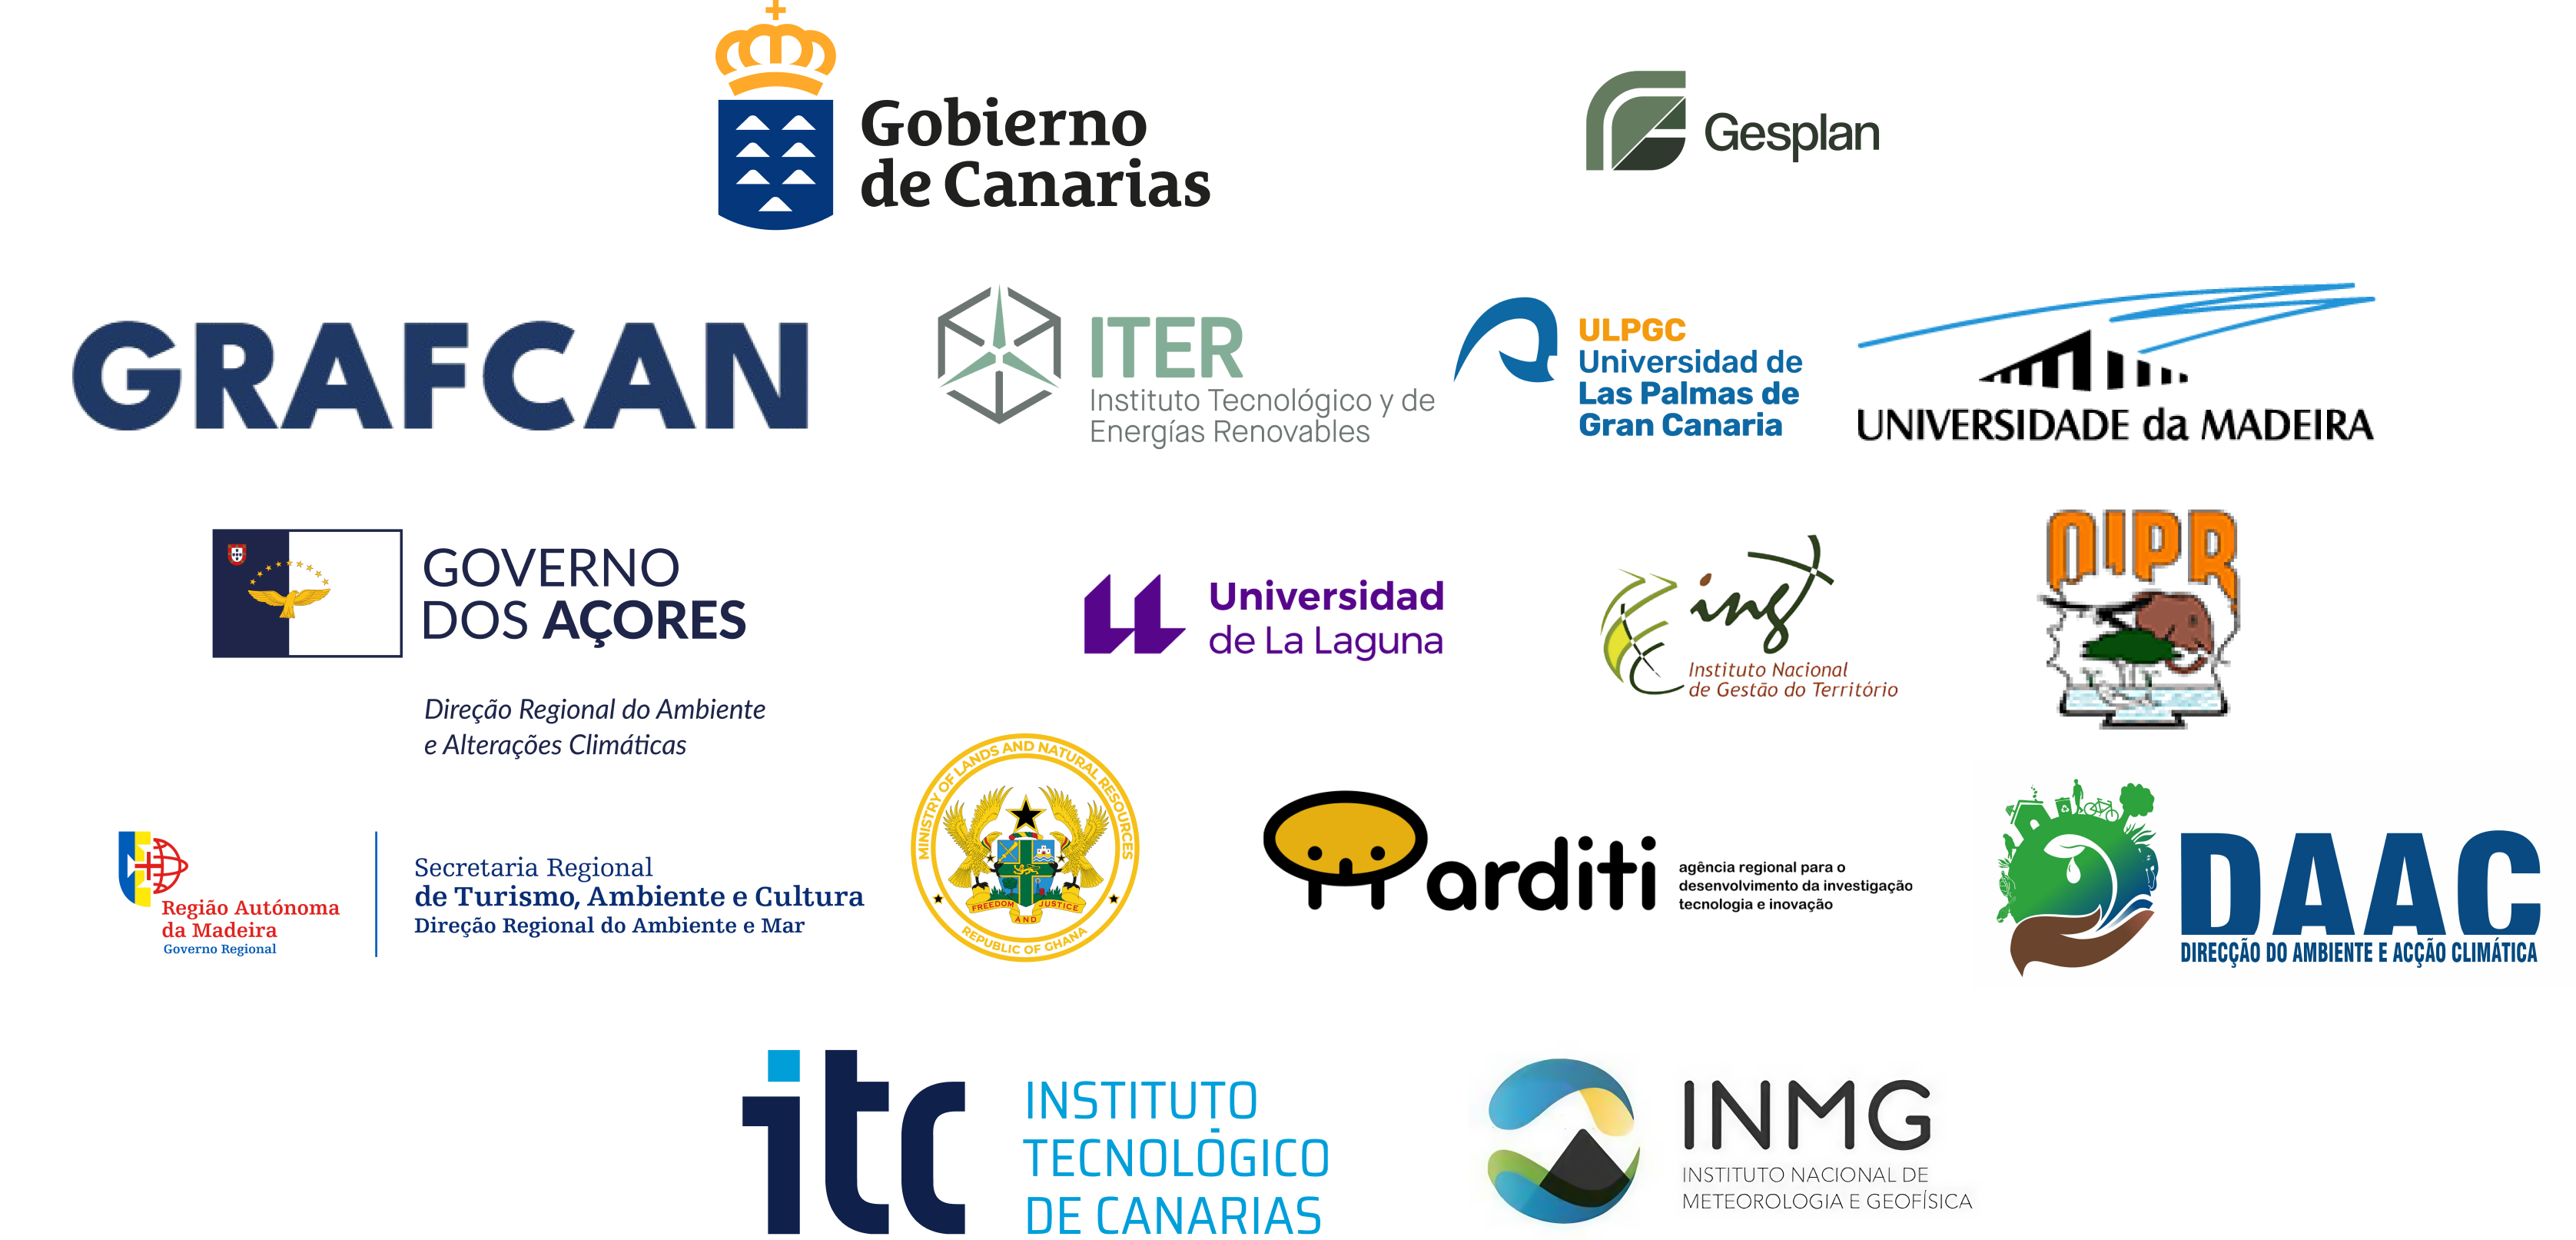 Gobierno
de Canarias
Gesplan
GRAFCAN
ITER
Instituto Tecnológico y de
Energías Renovables
ULPGC
Universidad de
Las Palmas de
Gran Canaria
UNIVERSIDADE da MADEIRA
GOVERNO
DOS AÇORES
Direção Regional do Ambiente
e Alterações Climáticas
Universidad
de La Laguna
ingt
Instituto Nacional
de Gestão do Território
OIPR
Região Autónoma
da Madeira
Governo Regional
Secretaria Regional
de Turismo, Ambiente e Cultura
Direção Regional do Ambiente e Mar
MINISTRY OF LANDS AND NATURAL RESOURCES
FREEDOM AND JUSTICE
REPUBLIC OF GHANA
arditi
agência regional para o
desenvolvimento da investigação
tecnologia e inovação
DAAC
DIRECÇÃO DO AMBIENTE E ACÇÃO CLIMÁTICA
itc
INSTITUTO
TECNOLÓGICO
DE CANARIAS
INMG
INSTITUTO NACIONAL DE
METEOROLOGIA E GEOFÍSICA